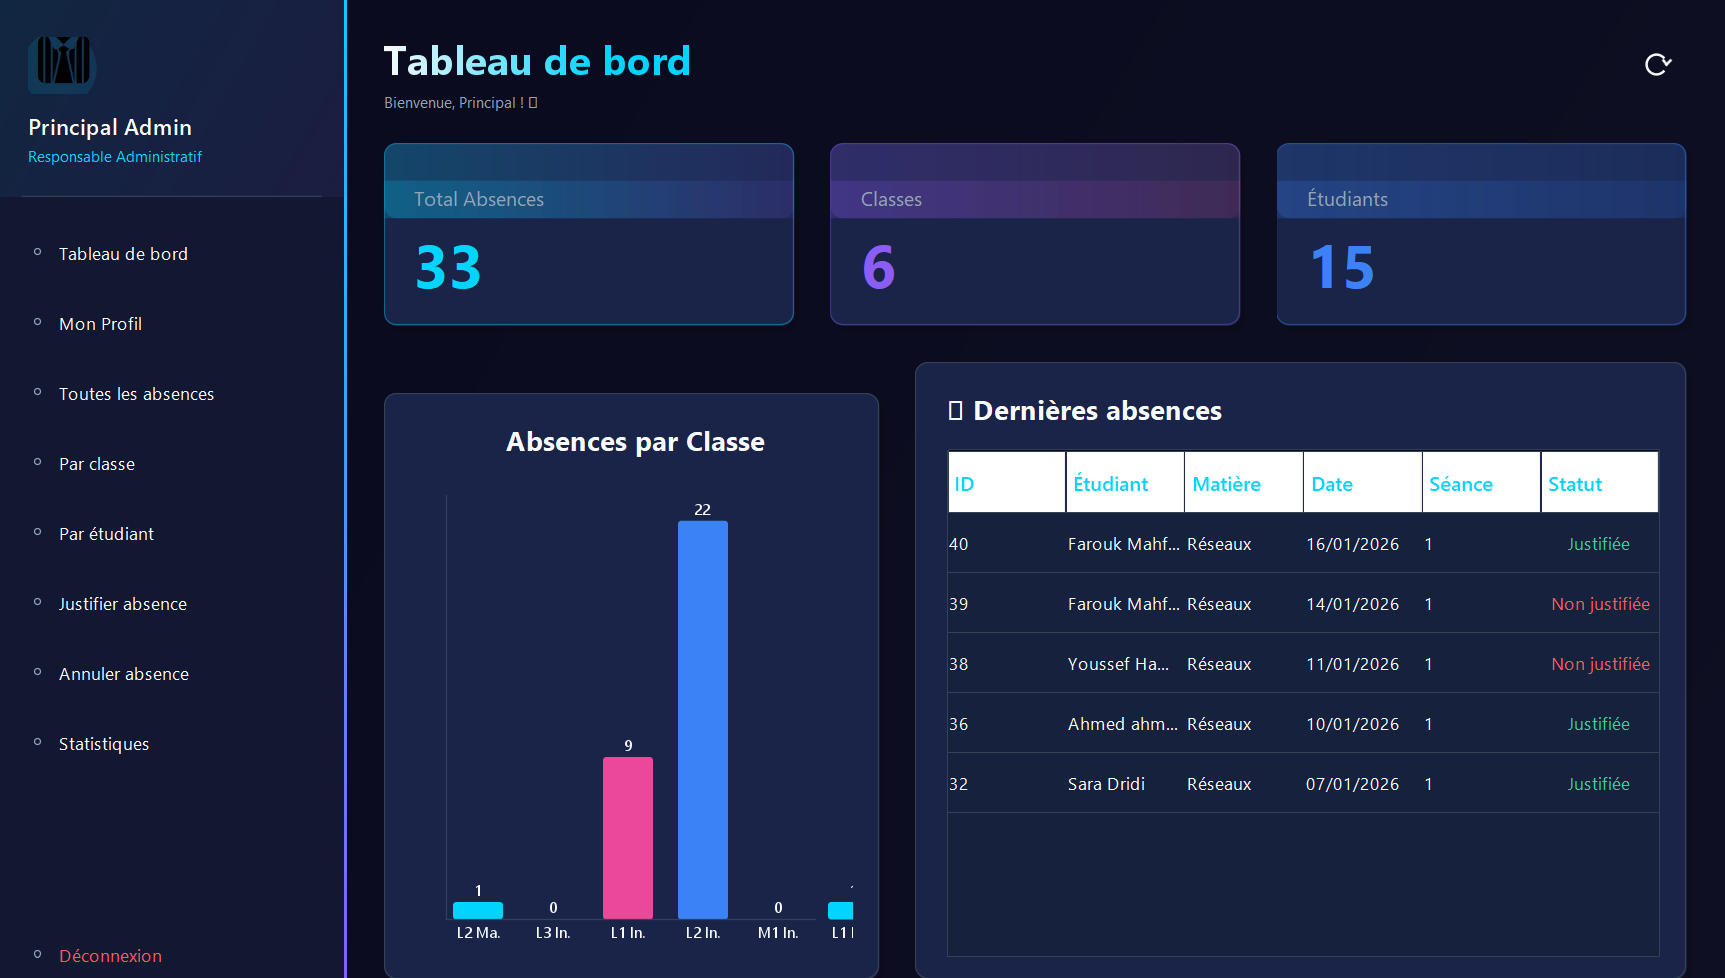 Principal Admin
Responsable Administratif
Tableau de bord
Mon Profil
Toutes les absences
Par classe
Par étudiant
Justifier absence
Annuler absence
Statistiques
Déconnexion
Tableau de bord
Bienvenue, Principal !
Total Absences
33
Classes
6
Étudiants
15
Absences par Classe
22
9
1
0
0
L2 Ma. L3 In. L1 In. L2 In. M1 In. L1
Dernières absences
ID Étudiant Matière Date Séance Statut
40 Farouk Mahf... Réseaux 16/01/2026 1 Justifiée
39 Farouk Mahf... Réseaux 14/01/2026 1 Non justifiée
38 Youssef Ha... Réseaux 11/01/2026 1 Non justifiée
36 Ahmed ahm... Réseaux 10/01/2026 1 Justifiée
32 Sara Dridi Réseaux 07/01/2026 1 Justifiée